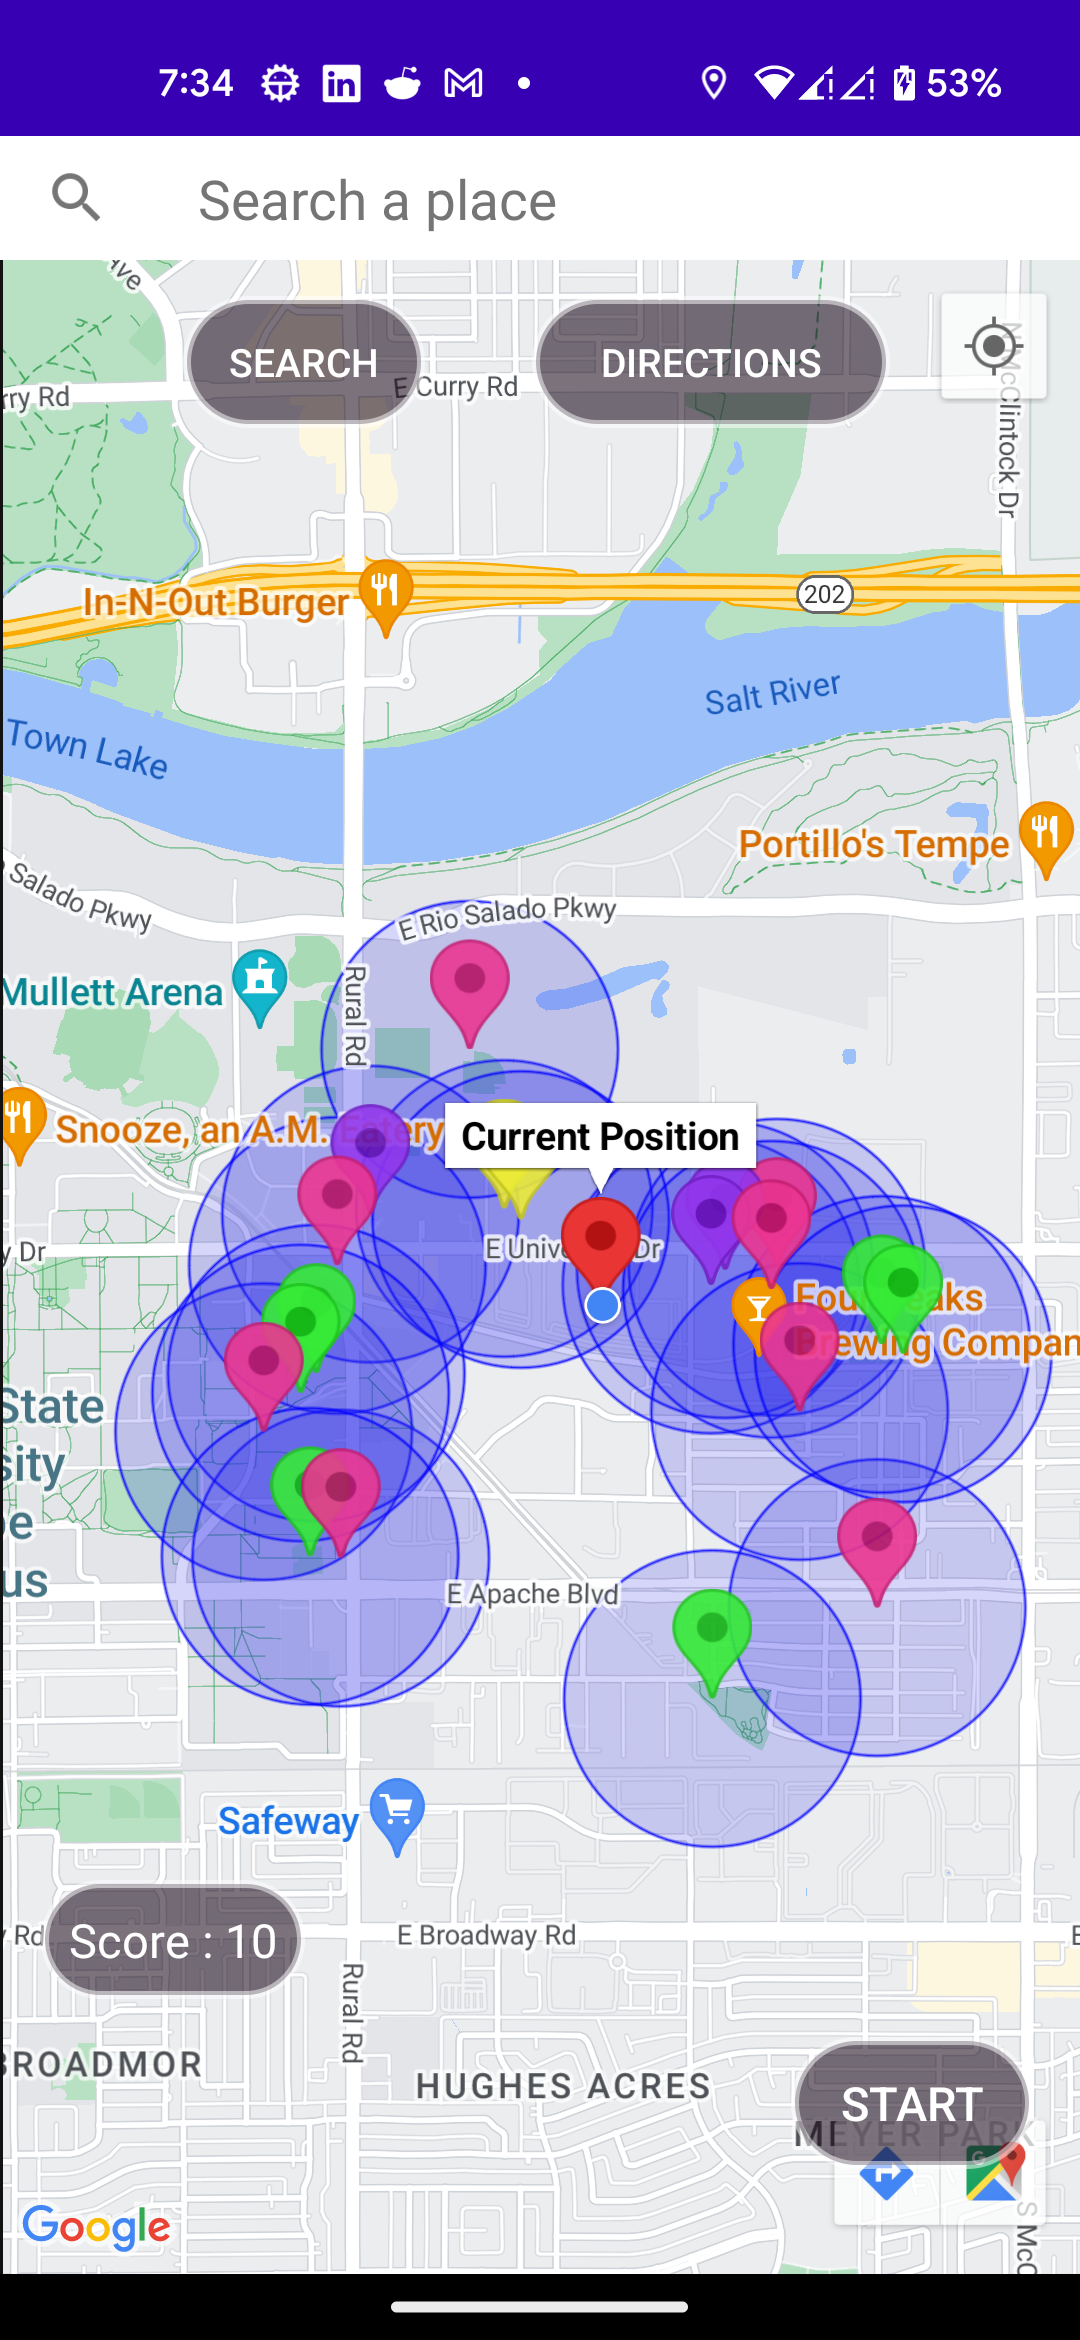 7:34
53%
Search a place
Ave
SEARCH
DIRECTIONS
rry Rd
E Curry Rd
N McClintock Dr
In-N-Out Burger
202
Salt River
Town Lake
Portillo's Tempe
Salado Pkwy
E Rio Salado Pkwy
Mullett Arena
Rural Rd
Snooze, an A.M. Eatery
Current Position
y Dr
E Unive
Dr
Fou
aks
Brewing Compan
State
sity
pe
us
E Apache Blvd
Safeway
Score : 10
Rd
E Broadway Rd
E
Rural Rd
BROADMOR
HUGHES ACRES
START
MEYER PARK
S McC
Google